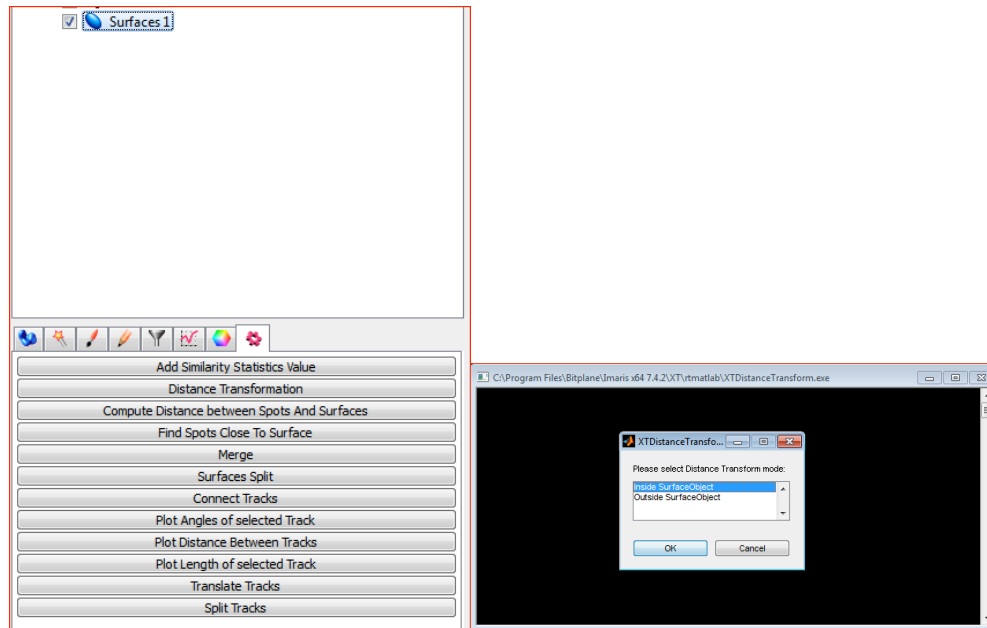 Surfaces 1
Add Similarity Statistics Value
Distance Transformation
Compute Distance between Spots And Surfaces
Find Spots Close To Surface
Merge
Surfaces Split
Connect Tracks
Plot Angles of selected Track
Plot Distance Between Tracks
Plot Length of selected Track
Translate Tracks
Split Tracks
C:\Program Files\Bitplane\Imaris x64 7.4.2\XT\rtmatlab\XTDistanceTransform.exe
XTDistanceTransfo...
Please select Distance Transform mode:
Inside SurfaceObject
Outside SurfaceObject
OK Cancel